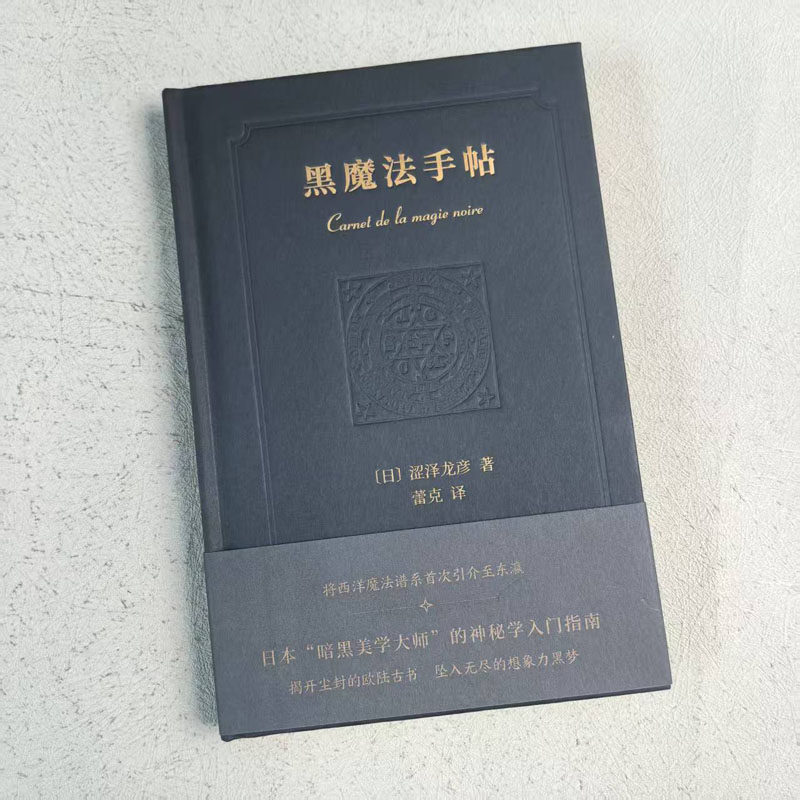 黑魔法手帖
Carnet de la magie noire
〔日〕涩泽龙彦 著
蕾克 译
将西洋魔法谱系首次引介至东瀛
日本“暗黑美学大师”的神秘学入门指南
揭开尘封的欧陆古书 坠入无尽的想象力黑梦